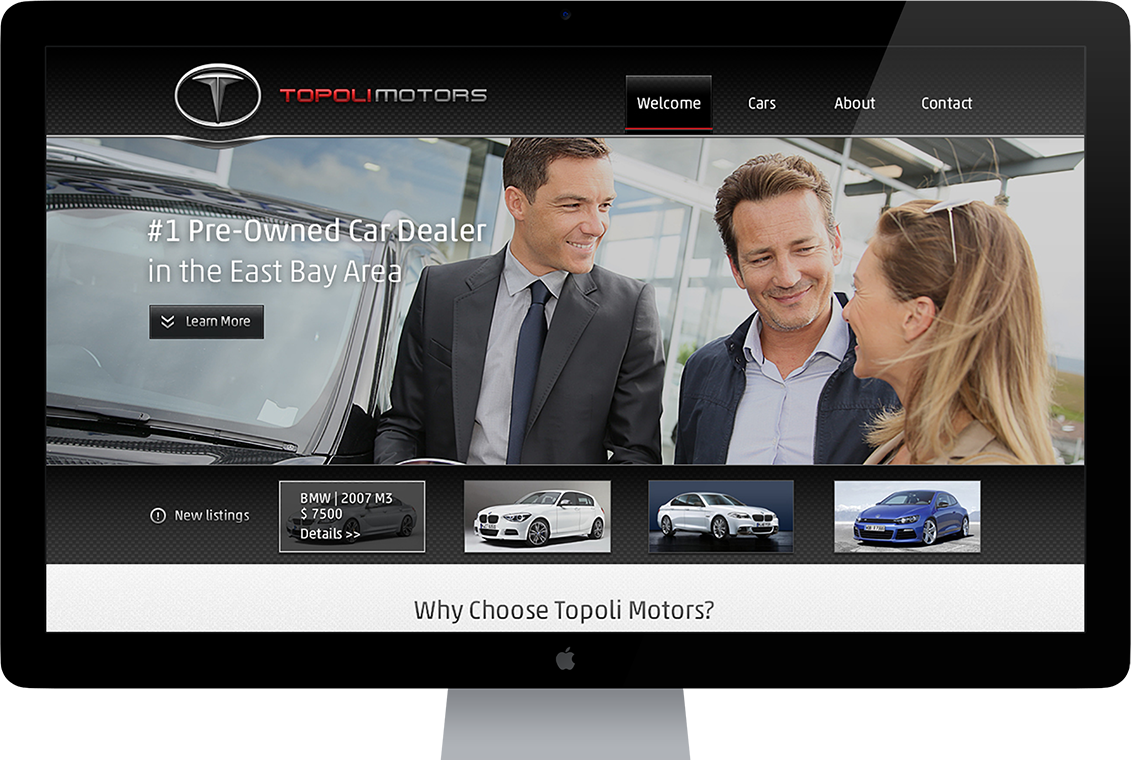 TOPOLIMOTORS
Welcome
Cars
About
Contact
#1 Pre-Owned Car Dealer
in the East Bay Area
Learn More
New listings
BMW | 2007 M3
$ 7500
Details >>
Why Choose Topoli Motors?